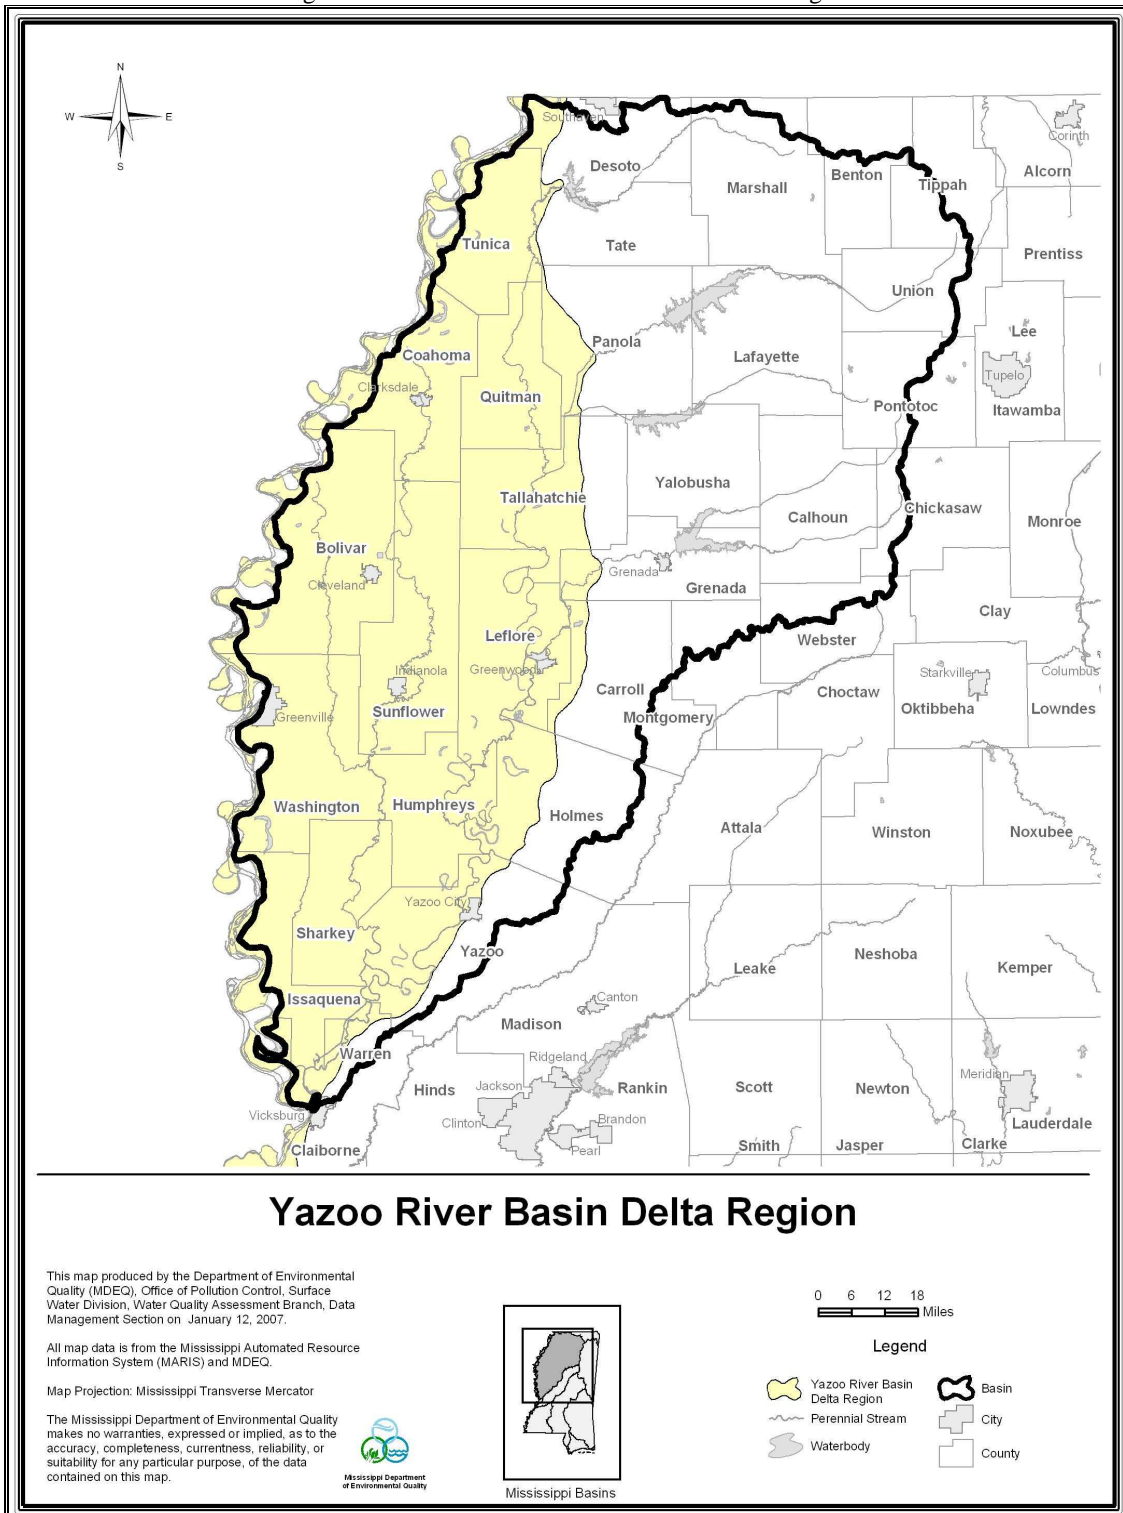 N
W E
S
Southaven
Corinth
Desoto
Alcorn
Benton
Marshall
Tippah
Tunica
Tate
Prentiss
Union
Lee
Panola
Coahoma
Lafayette
Tupelo
Clarksdale
Quitman
Pontotoc
Itawamba
Yalobusha
Tallahatchie
Chickasaw
Calhoun
Monroe
Bolivar
Grenada
Cleveland
Grenada
Clay
Leflore
Webster
Greenwood
Indianola
Starkville
Columbus
Carroll
Choctaw
Sunflower
Oktibbeha
Lowndes
Greenville
Montgomery
Washington
Humphreys
Holmes
Attala
Winston
Noxubee
Yazoo City
Sharkey
Yazoo
Neshoba
Leake
Kemper
Issaquena
Canton
Madison
Warren
Ridgeland
Meridian
Hinds
Jackson
Rankin
Scott
Newton
Vicksburg
Clinton
Brandon
Lauderdale
Claiborne
Pearl
Smith
Jasper
Clarke
Yazoo River Basin Delta Region
This map produced by the Department of Environmental
Quality (MDEQ), Office of Pollution Control, Surface
Water Division, Water Quality Assessment Branch, Data
Management Section on January 12, 2007.
All map data is from the Mississippi Automated Resource
Information System (MARIS) and MDEQ.
Map Projection: Mississippi Transverse Mercator
The Mississippi Department of Environmental Quality
makes no warranties, expressed or implied, as to the
accuracy, completeness, currentness, reliability, or
suitability for any particular purpose, of the data
contained on this map.
Mississippi Department
of Environmental Quality
Mississippi Basins
0 6 12 18
Miles
Legend
Yazoo River Basin
Delta Region
Perennial Stream
Waterbody
Basin
City
County